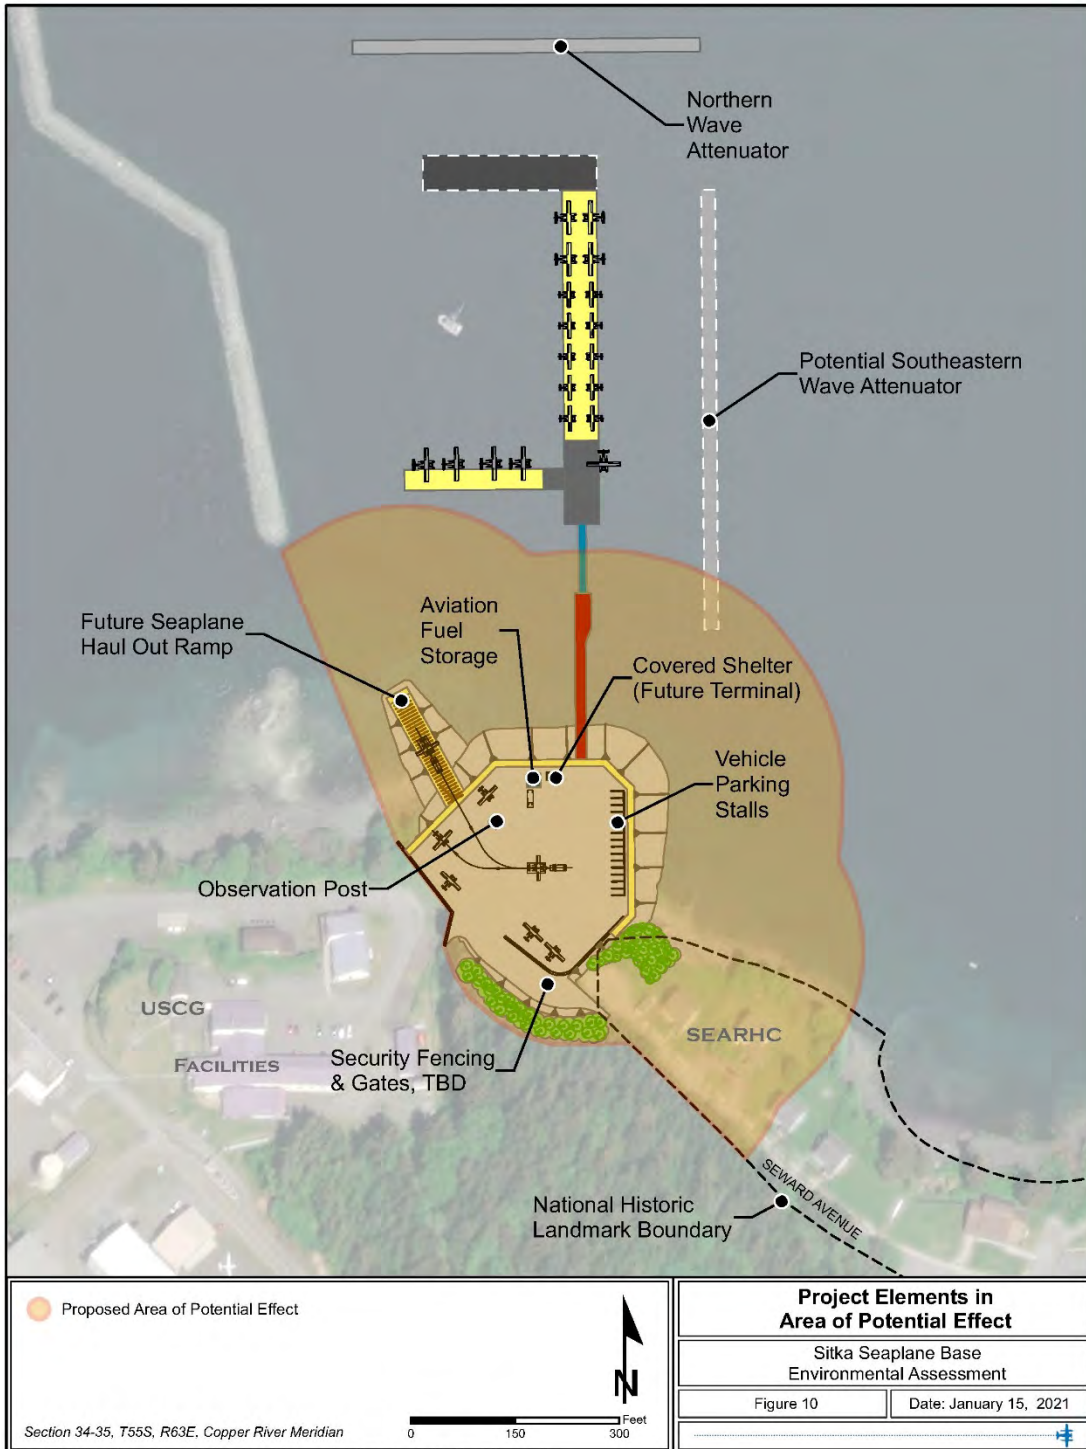 Northern
Wave
Attenuator
Potential Southeastern
Wave Attenuator
Future Seaplane
Haul Out Ramp
Aviation
Fuel
Storage
Covered Shelter
(Future Terminal)
Vehicle
Parking
Stalls
Observation Post
USCG
FACILITIES
SEARHC
Security Fencing
& Gates, TBD
National Historic
Landmark Boundary
SEWARD AVENUE
Proposed Area of Potential Effect
N
Feet
0 150 300
Section 34-35, T55S, R63E, Copper River Meridian
Project Elements in
Area of Potential Effect
Sitka Seaplane Base
Environmental Assessment
Figure 10
Date: January 15, 2021